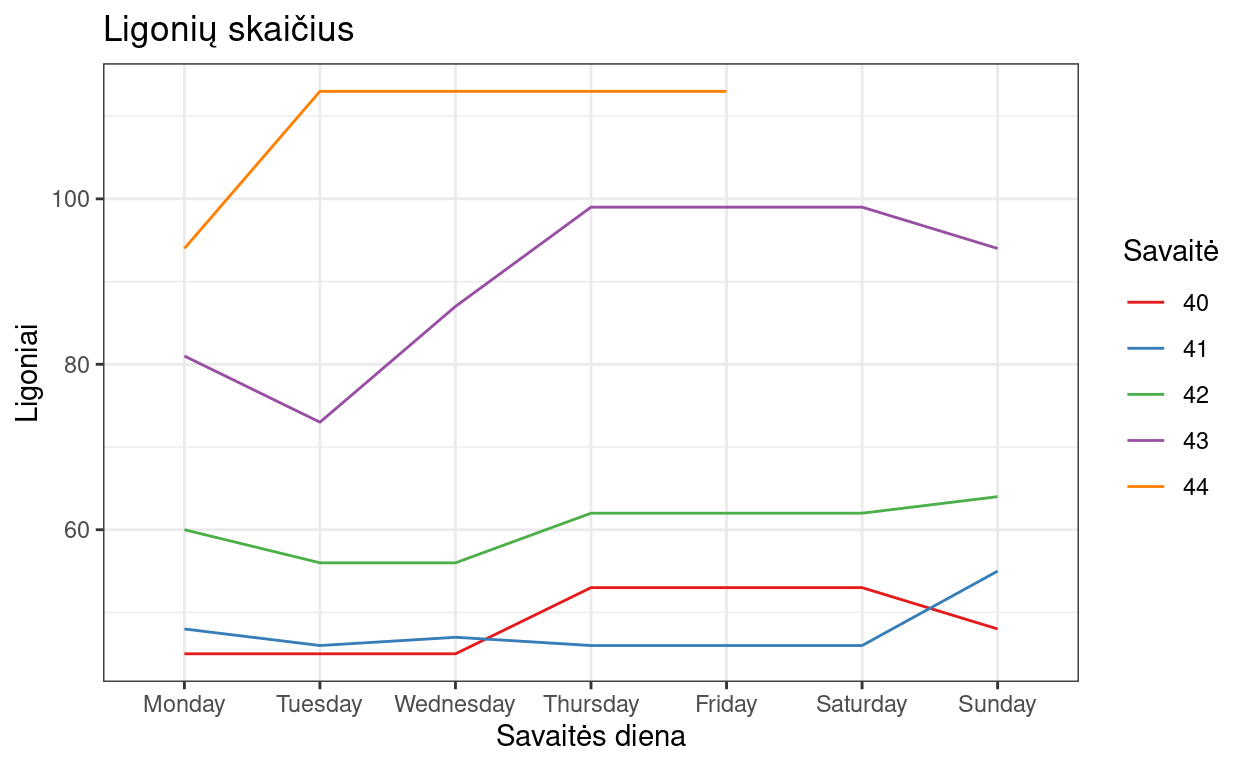 Ligonių skaičius
Ligoniai
100
80
60
Monday Tuesday Wednesday Thursday Friday Saturday Sunday
Savaitės diena
Savaitė
40
41
42
43
44